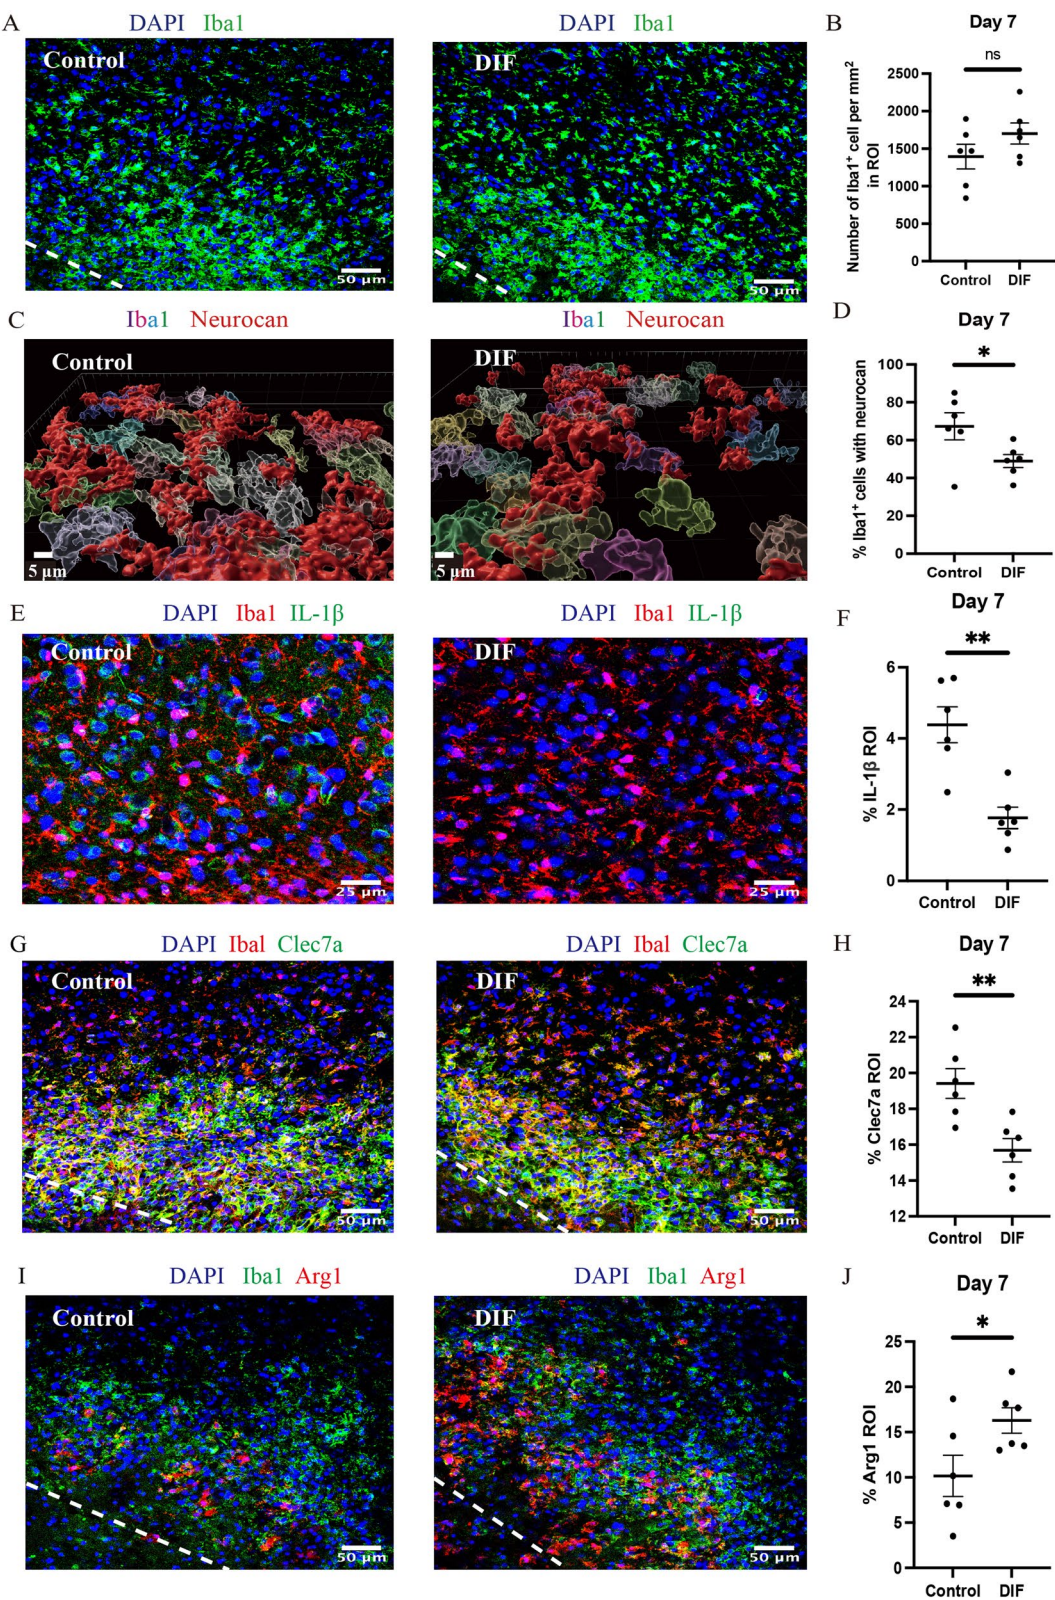 A
DAPI Iba1
DAPI Iba1
Control
DIF
50 µm
50 µm
B
Day 7
ns
Number of Iba1+ cell per mm2
in ROI
2500
2000
1500
1000
500
0
Control DIF
C
Iba1 Neurocan
Iba1 Neurocan
Control
DIF
5 µm
5 µm
D
Day 7
*
% Iba1+ cells with neurocan
100
80
60
40
20
0
Control DIF
E
DAPI Iba1 IL-1β
DAPI Iba1 IL-1β
Control
DIF
25 µm
25 µm
F
Day 7
**
% IL-1β ROI
6
4
2
0
Control DIF
G
DAPI Ibal Clec7a
DAPI Ibal Clec7a
Control
DIF
50 µm
50 µm
H
Day 7
**
% Clec7a ROI
24
22
20
18
16
14
12
Control DIF
I
DAPI Iba1 Arg1
DAPI Iba1 Arg1
Control
DIF
50 µm
50 µm
J
Day 7
*
% Arg1 ROI
25
20
15
10
5
0
Control DIF